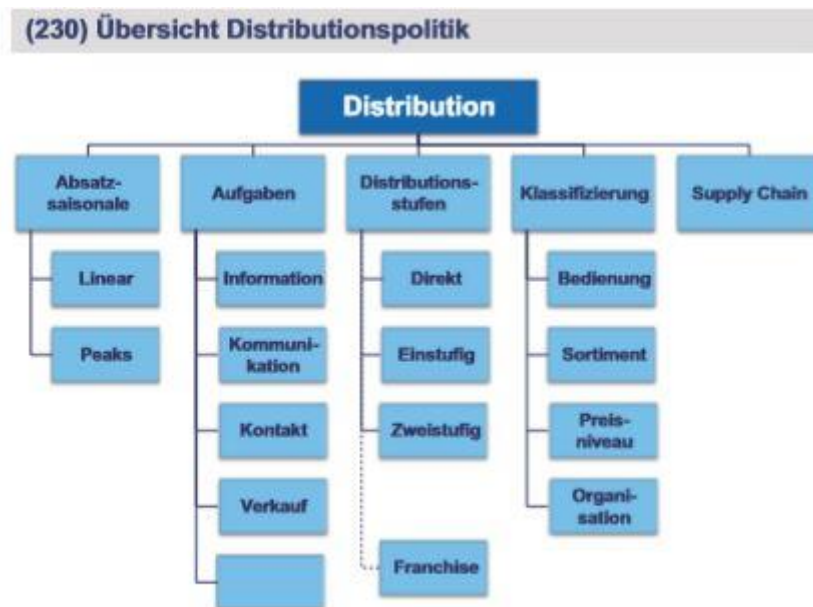 (230) Übersicht Distributionspolitik
Distribution
Absatz-
saisonale
Aufgaben
Distributions-
stufen
Klassifizierung
Supply Chain
Linear
Information
Direkt
Bedienung
Peaks
Kommuni-
kation
Einstufig
Sortiment
Kontakt
Zweistufig
Preis-
niveau
Verkauf
Organi-
sation
Franchise